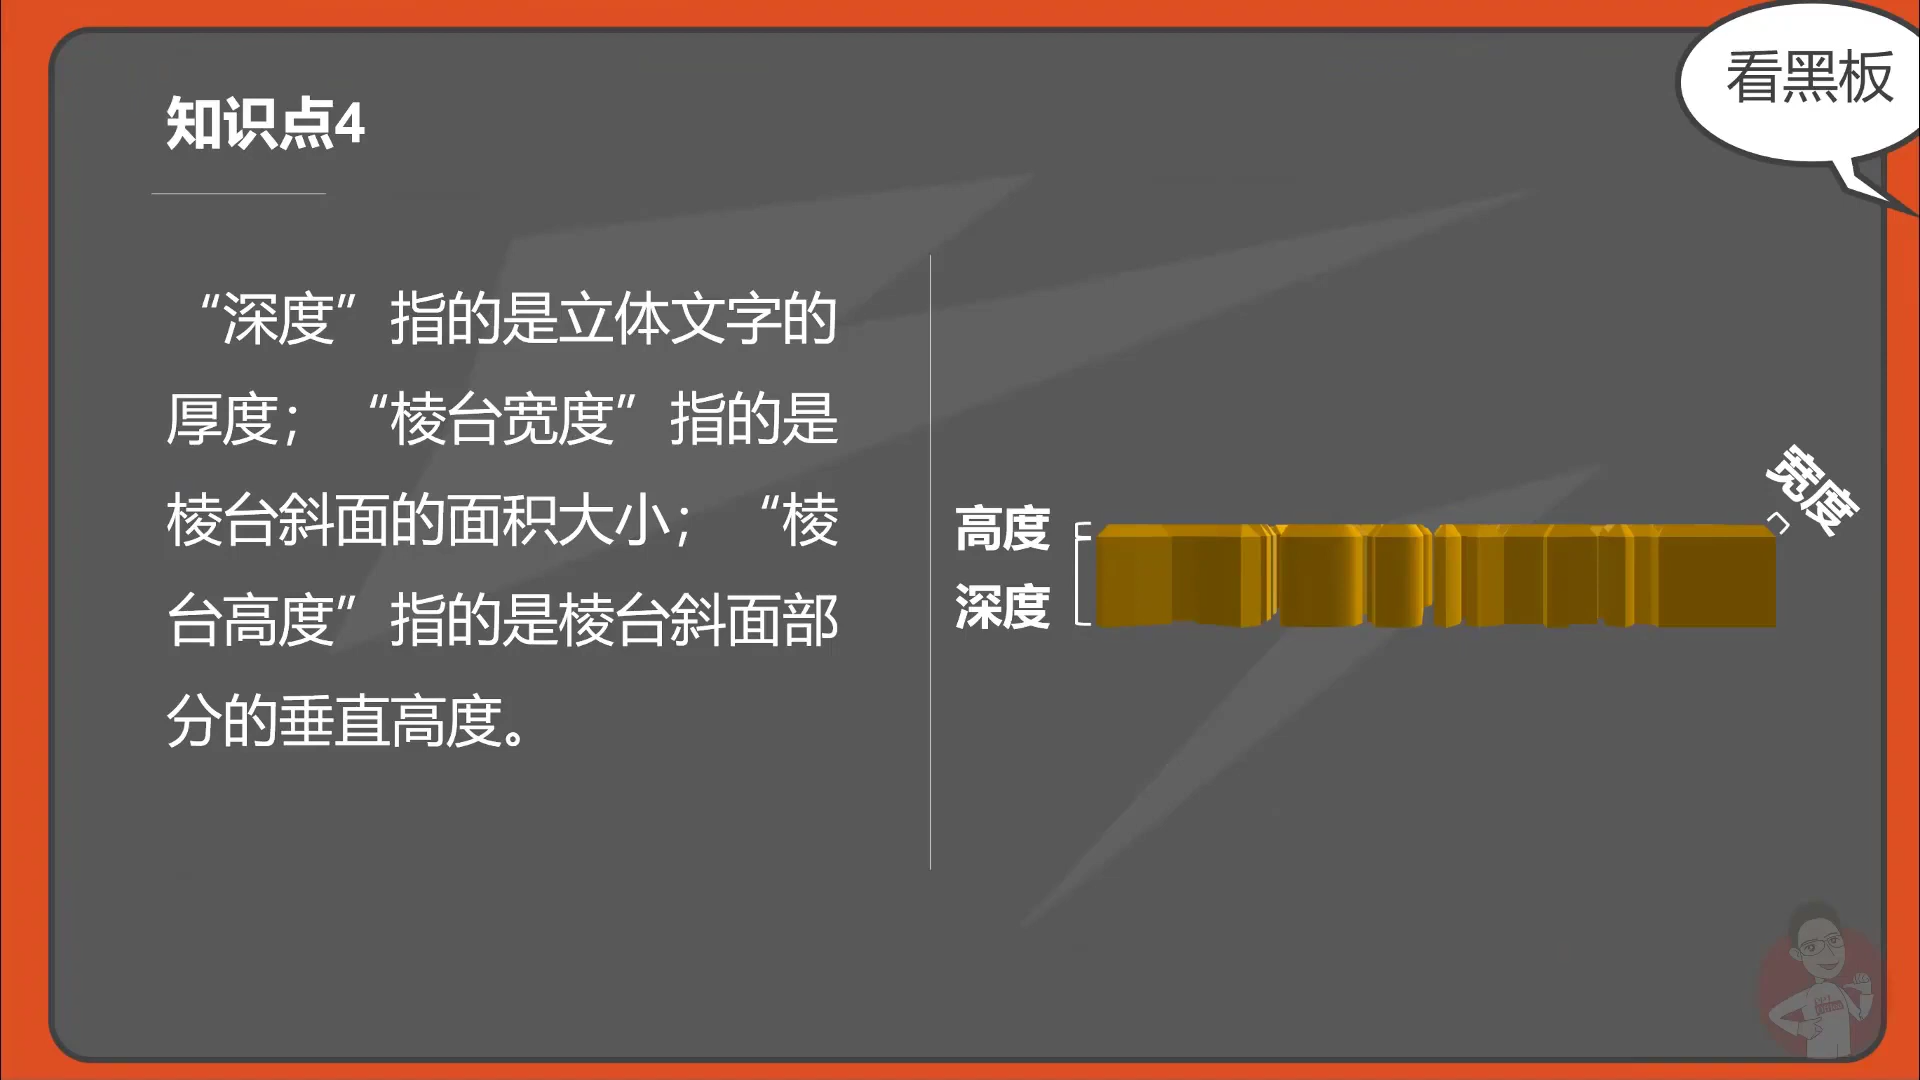 看黑板
知识点4
“深度”指的是立体文字的
厚度；“棱台宽度”指的是
棱台斜面的面积大小；“棱
台高度”指的是棱台斜面部
分的垂直高度。
宽度
高度
深度